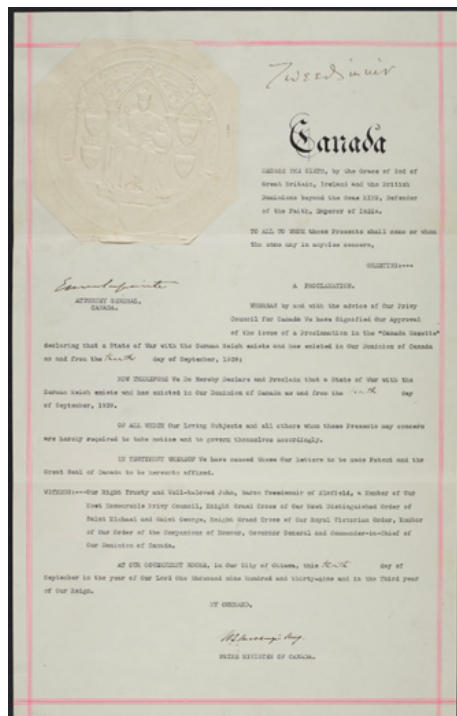 Tweedsmuir
Canada
GEORGE THE SIXTH, by the Grace of God of
Great Britain, Ireland and the British
Dominions beyond the Seas KING, Defender
of the Faith, Emperor of India.
TO ALL TO WHOM these Presents shall come or whom
the same may in anywise concern,
GREETING:---
A PROCLAMATION.
Ernest Lapointe
ATTORNEY GENERAL,
CANADA.
WHEREAS by and with the advice of Our Privy
Council for Canada We have Signified Our Approval
of the issue of a Proclamation in the "Canada Gazette"
declaring that a State of War with the German Reich exists and has existed in Our Dominion of Canada
as and from the tenth day of September, 1939;
NOW THEREFORE We Do Hereby Declare and Proclaim that a State of War with the
German Reich exists and has existed in Our Dominion of Canada as and from the tenth day
of September, 1939.
OF ALL WHICH Our Loving Subjects and all others whom these Presents may concern
are hereby required to take notice and to govern themselves accordingly.
IN TESTIMONY WHEREOF We have caused these Our Letters to be made Patent and the
Great Seal of Canada to be hereunto affixed.
WITNESS:---Our Right Trusty and Well-beloved John, Baron Tweedsmuir of Elsfield, a Member of Our
Most Honourable Privy Council, Knight Grand Cross of Our Most Distinguished Order of
Saint Michael and Saint George, Knight Grand Cross of Our Royal Victorian Order, Member
of Our Order of the Companions of Honour, Governor General and Commander-in-Chief of
Our Dominion of Canada.
AT OUR GOVERNMENT HOUSE, in Our City of Ottawa, this tenth day of
September in the year of Our Lord One thousand nine hundred and thirty-nine and in the Third year
of Our Reign.
BY COMMAND,
W L Mackenzie King
PRIME MINISTER OF CANADA.